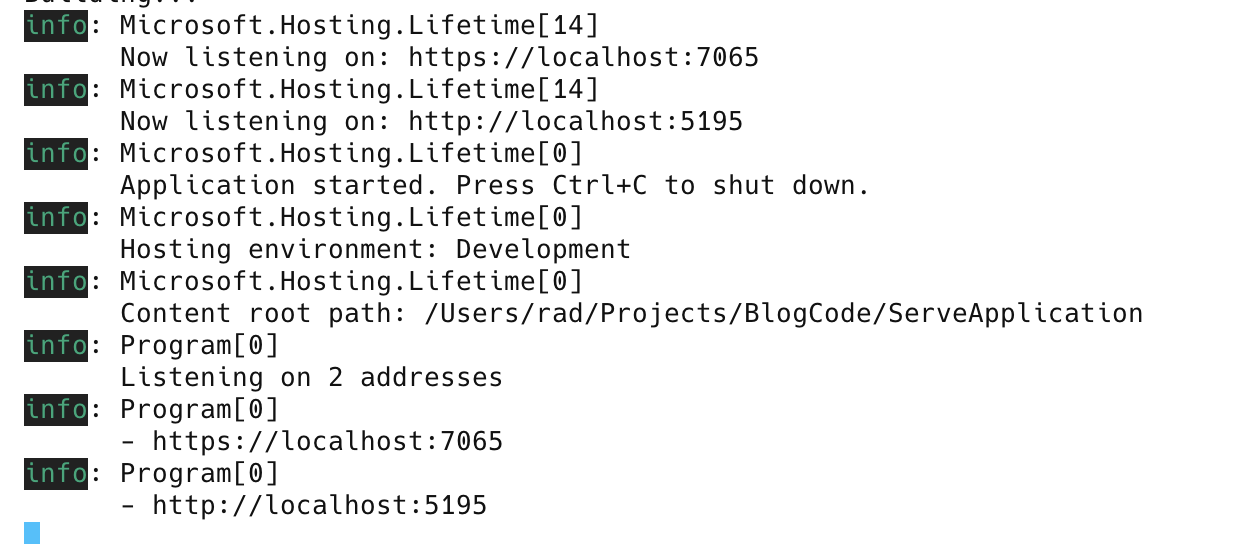 Building...
info: Microsoft.Hosting.Lifetime[14]
Now listening on: https://localhost:7065
info: Microsoft.Hosting.Lifetime[14]
Now listening on: http://localhost:5195
info: Microsoft.Hosting.Lifetime[0]
Application started. Press Ctrl+C to shut down.
info: Microsoft.Hosting.Lifetime[0]
Hosting environment: Development
info: Microsoft.Hosting.Lifetime[0]
Content root path: /Users/rad/Projects/BlogCode/ServeApplication
info: Program[0]
Listening on 2 addresses
info: Program[0]
- https://localhost:7065
info: Program[0]
- http://localhost:5195